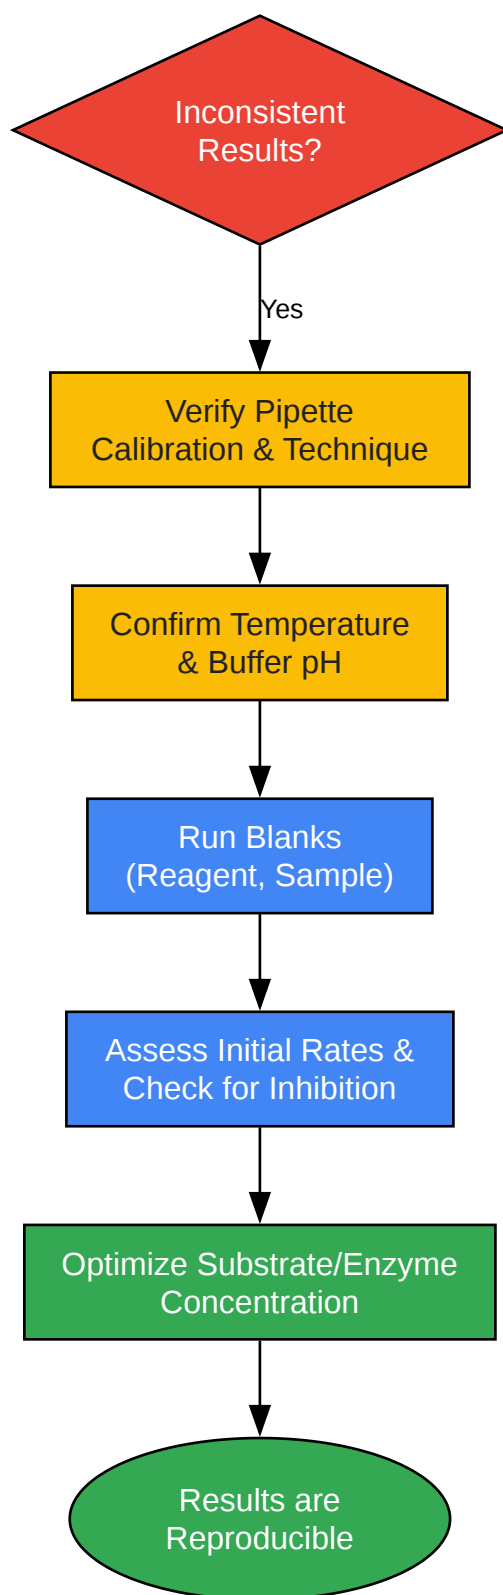 Inconsistent
Results?
Yes
Verify Pipette
Calibration & Technique
Confirm Temperature
& Buffer pH
Run Blanks
(Reagent, Sample)
Assess Initial Rates &
Check for Inhibition
Optimize Substrate/Enzyme
Concentration
Results are
Reproducible